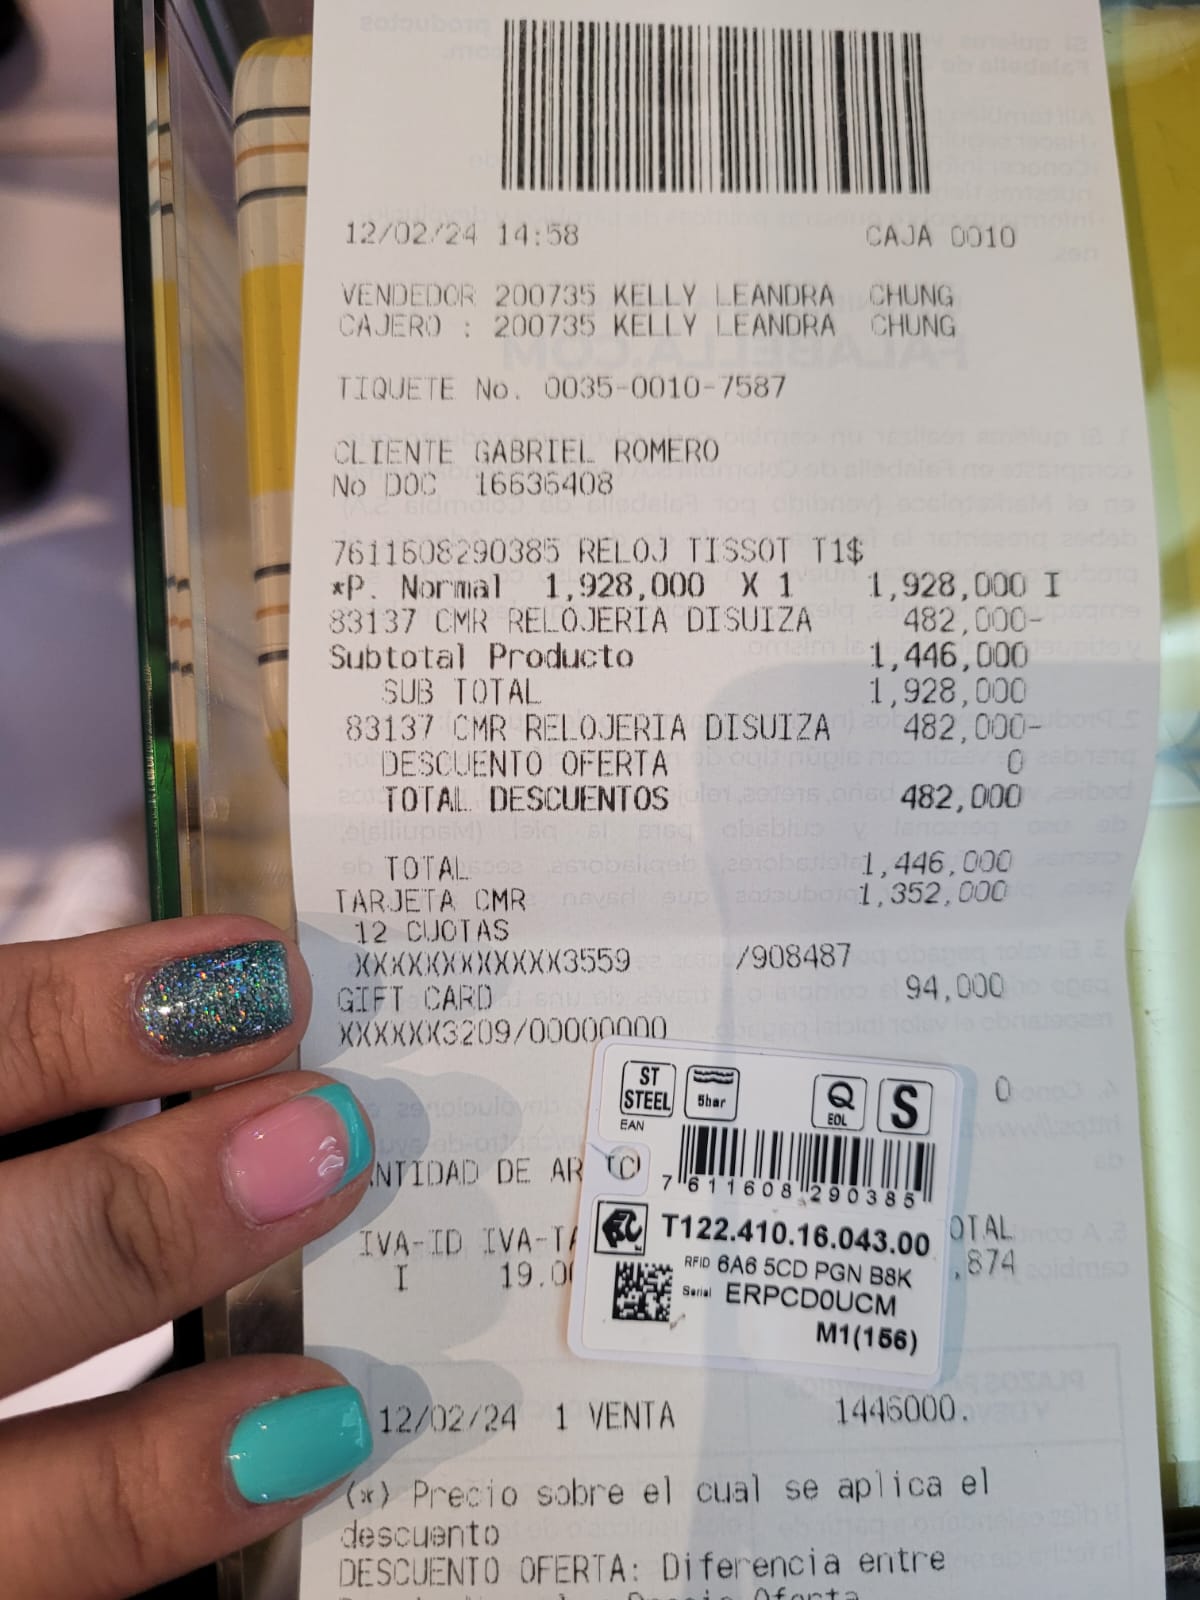 12/02/24 14:58 CAJA 0010
VENDEDOR 200735 KELLY LEANDRA CHUNG
CAJERO : 200735 KELLY LEANDRA CHUNG
TIQUETE No. 0035-0010-7587
CLIENTE GABRIEL ROMERO
No DOC 16636408
7611608290385 RELOJ TISSOT T1$
*P. Normal 1,928,000 X 1 1,928,000 I
83137 CMR RELOJERIA DISUIZA 482,000-
Subtotal Producto 1,446,000
SUB TOTAL 1,928,000
83137 CMR RELOJERIA DISUIZA 482,000-
DESCUENTO OFERTA 0
TOTAL DESCUENTOS 482,000
TOTAL 1,446,000
TARJETA CMR 1,352,000
12 CUOTAS
XXXXXXXXXXXX3559 /908487
GIFT CARD 94,000
XXXXXX3209/00000000
0
ST STEEL 5bar Q EOL S
EAN
7 611608 290385
ANTIDAD DE AR
T122.410.16.043.00
IVA-ID IVA-TA OTAL
I 19.00 .874
RFID 6A6 5CD PGN B8K
Serial ERPCD0UCM
M1(156)
12/02/24 1 VENTA 1446000.
(*) Precio sobre el cual se aplica el
descuento
DESCUENTO OFERTA: Diferencia entre